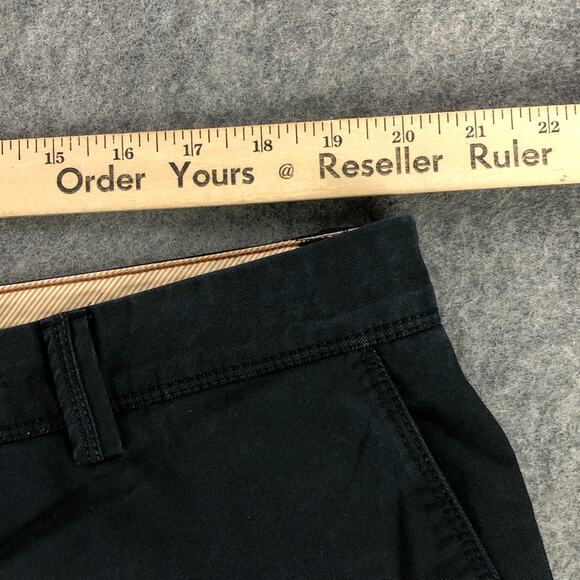 15 16 17 18 19 20 21 22
Order Yours @ Reseller Ruler